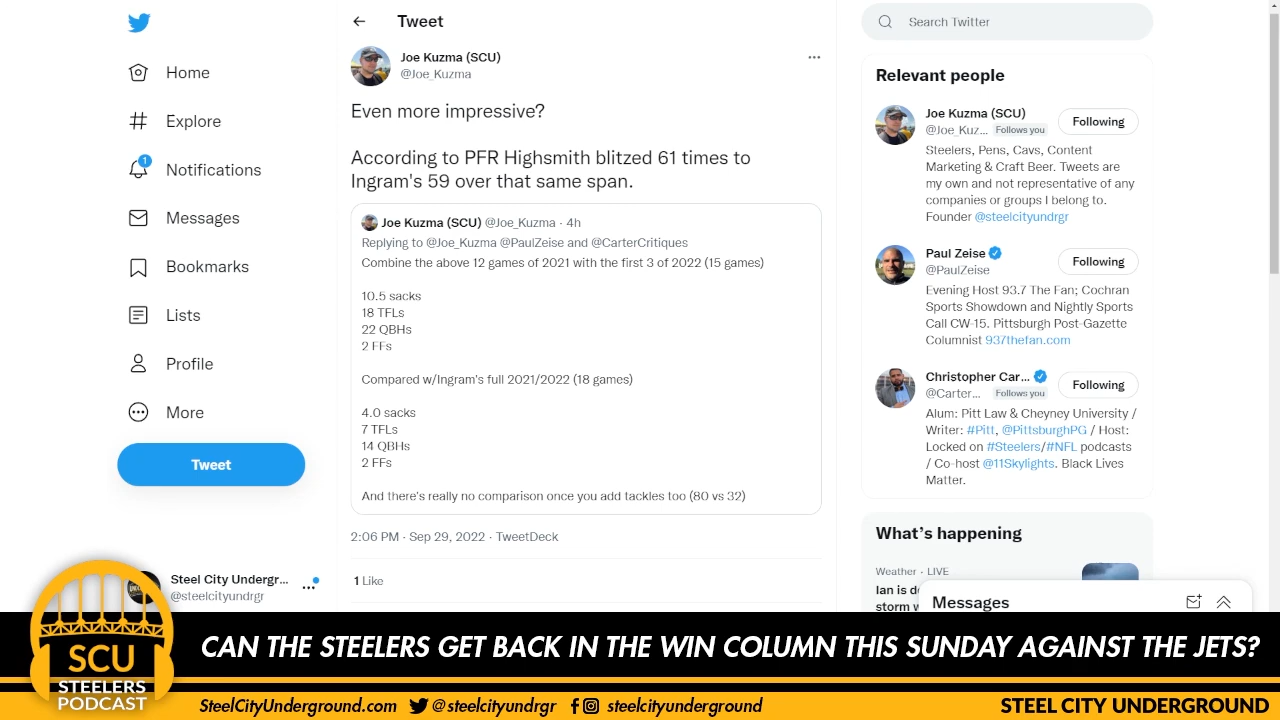 Home
Explore
1
Notifications
Messages
Bookmarks
Lists
Profile
More
Tweet
Steel City Undergr...
@steelcityundrgr
Tweet
Joe Kuzma (SCU)
@Joe_Kuzma
Even more impressive?
According to PFR Highsmith blitzed 61 times to
Ingram's 59 over that same span.
Joe Kuzma (SCU) @Joe_Kuzma · 4h
Replying to @Joe_Kuzma @PaulZeise and @CarterCritiques
Combine the above 12 games of 2021 with the first 3 of 2022 (15 games)
10.5 sacks
18 TFLs
22 QBHs
2 FFs
Compared w/Ingram's full 2021/2022 (18 games)
4.0 sacks
7 TFLs
14 QBHs
2 FFs
And there's really no comparison once you add tackles too (80 vs 32)
2:06 PM · Sep 29, 2022 · TweetDeck
1 Like
Search Twitter
Relevant people
Joe Kuzma (SCU)
@Joe_Kuz... Follows you
Following
Steelers, Pens, Cavs, Content
Marketing & Craft Beer. Tweets are
my own and not representative of any
companies or groups I belong to.
Founder @steelcityundrgr
Paul Zeise
@PaulZeise
Following
Evening Host 93.7 The Fan; Cochran
Sports Showdown and Nightly Sports
Call CW-15. Pittsburgh Post-Gazette
Columnist 937thefan.com
Christopher Car...
@Carter... Follows you
Following
Alum: Pitt Law & Cheyney University /
Writer: #Pitt, @PittsburghPG / Host:
Locked on #Steelers/#NFL podcasts
/ Co-host @11Skylights. Black Lives
Matter.
What's happening
Weather · LIVE
Ian is d
storm
Messages
SCU
STEELERS
PODCAST
CAN THE STEELERS GET BACK IN THE WIN COLUMN THIS SUNDAY AGAINST THE JETS?
SteelCityUnderground.com @steelcityundrgr steelcityunderground
STEEL CITY UNDERGROUND